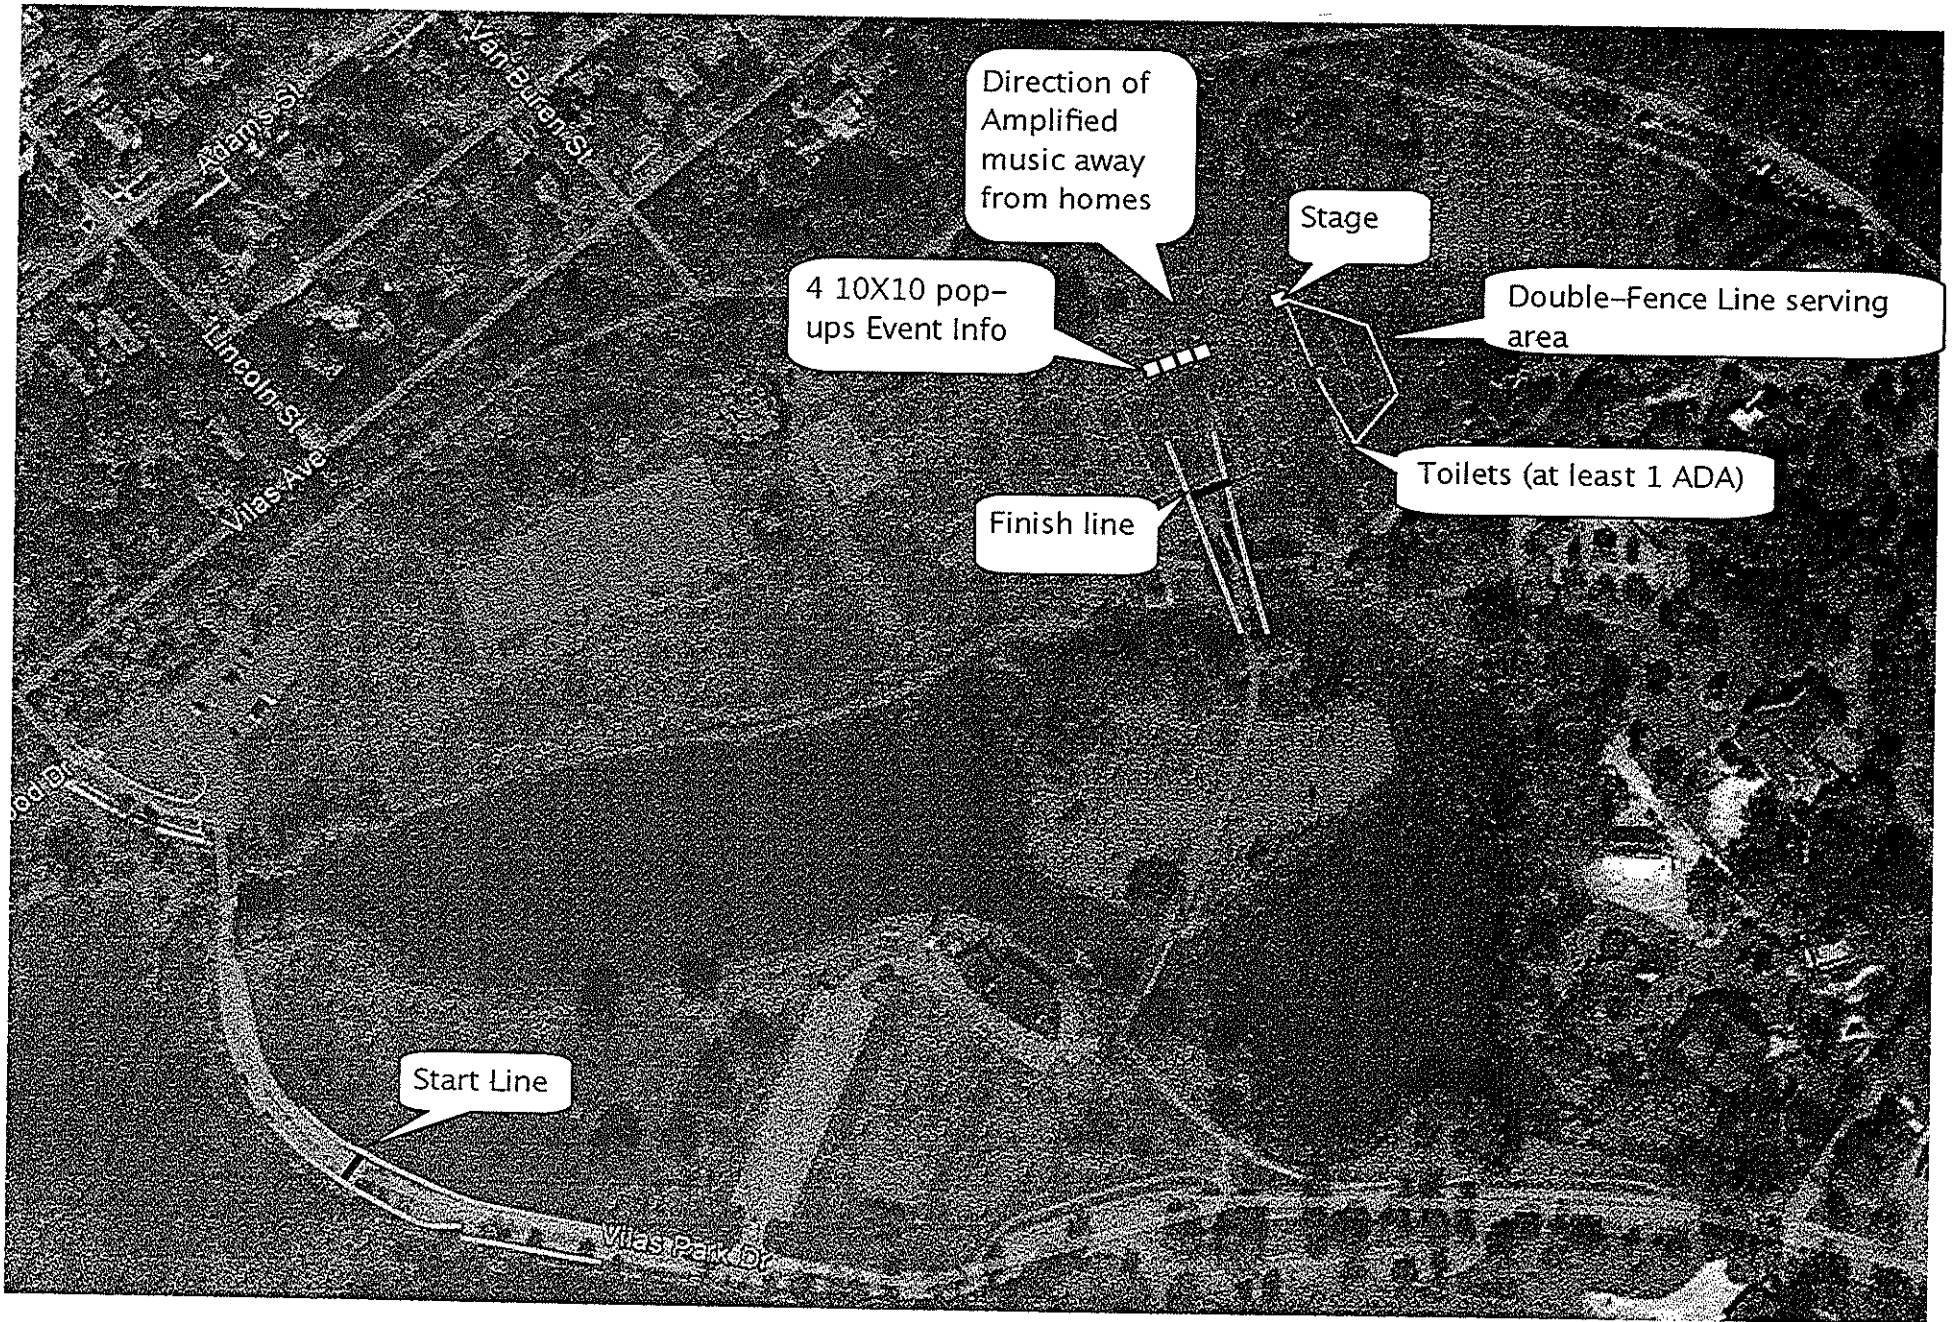 Van Buren St
Adams St
Direction of
Amplified
music away
from homes
Stage
4 10X10 pop-
ups Event Info
Double-Fence Line serving
area
Lincoln St
Vilas Ave
Toilets (at least 1 ADA)
Finish line
Start Line
Vilas Park Dr